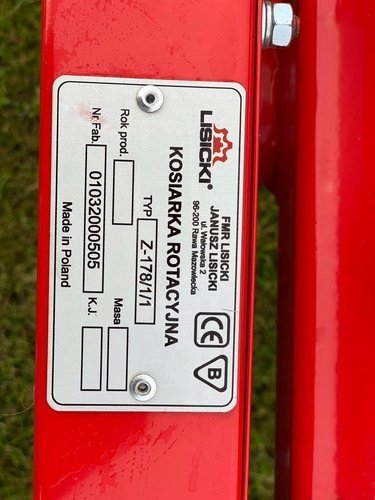 LISICKI®
FMR LISICKI
JANUSZ LISICKI
ul. Wałowska 2
96-200 Rawa Mazowiecka
CE
B
KOSIARKA ROTACYJNA
TYP Z-178/1/1
Rok prod. Masa
Nr Fab. 01032000505 K.J.
Made in Poland